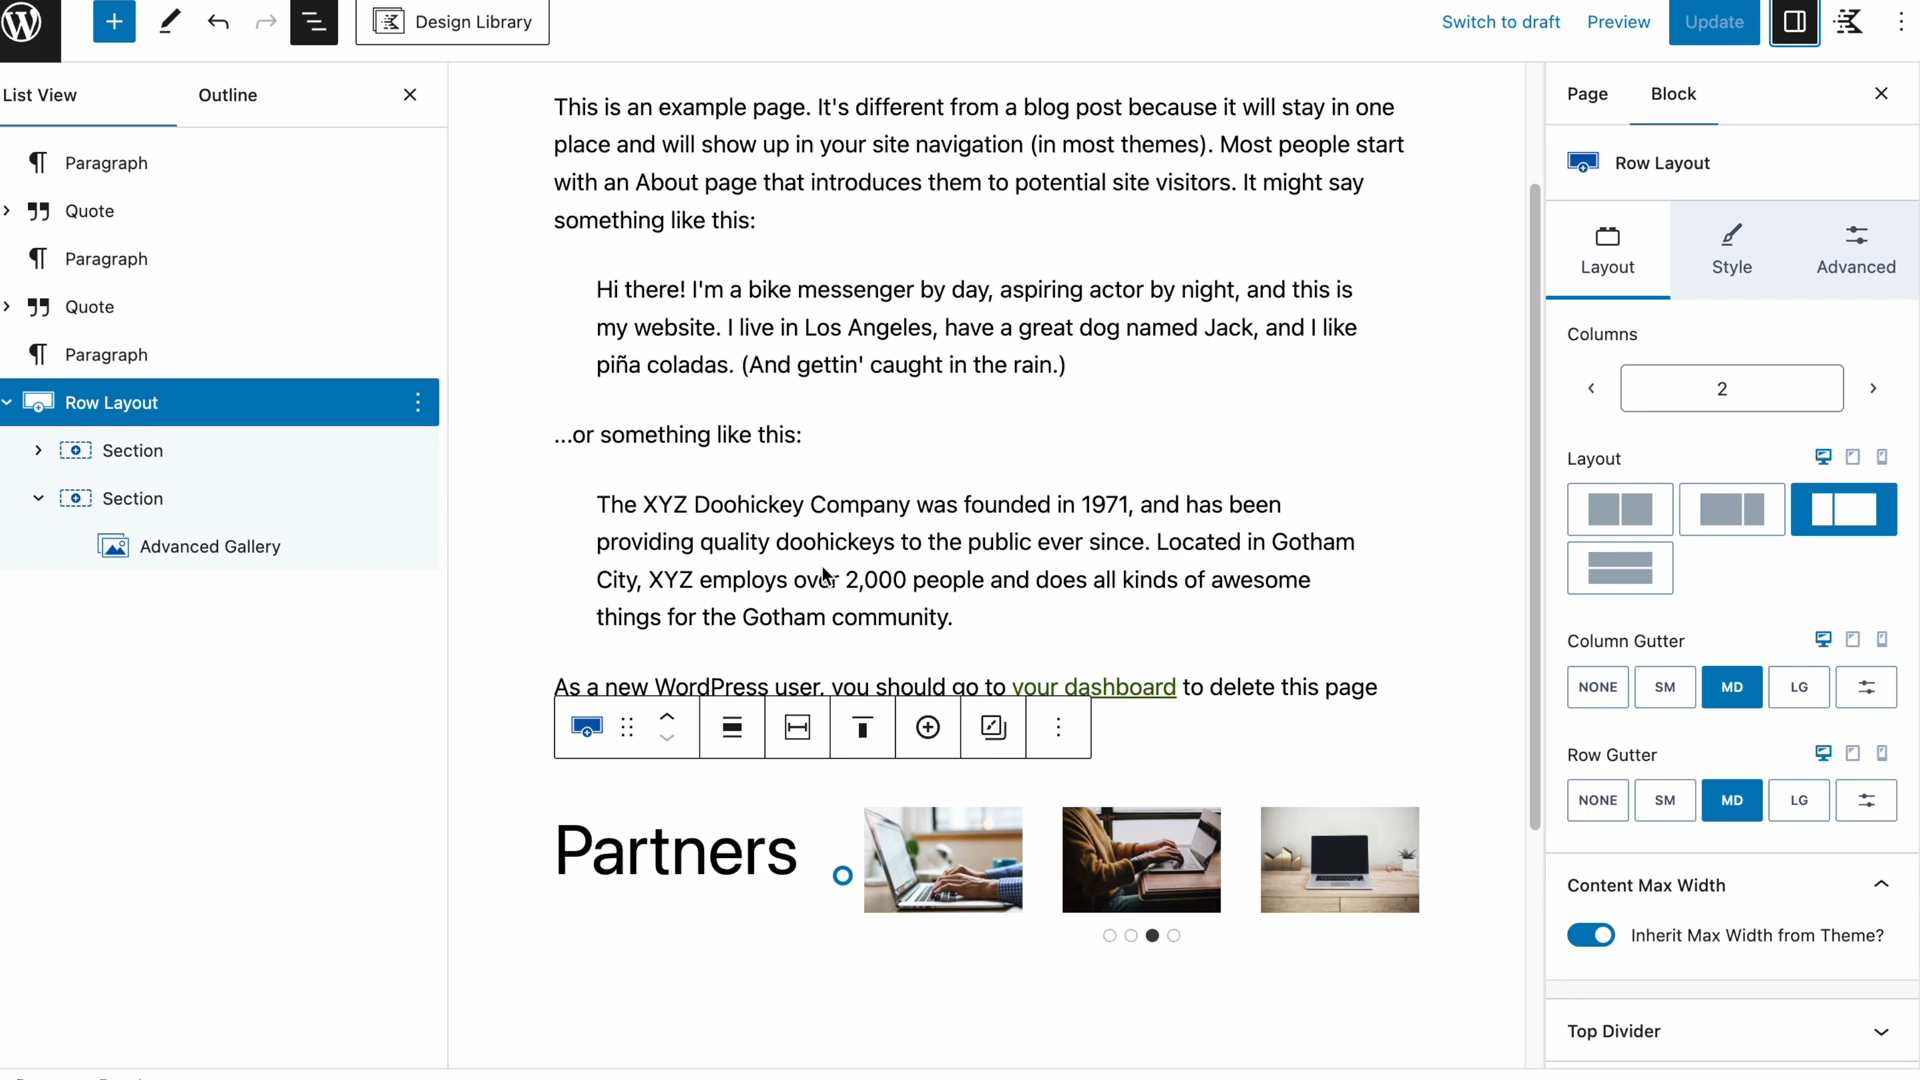 Design Library
Switch to draft
Preview
Update
List View
Outline
Paragraph
Quote
Paragraph
Quote
Paragraph
Row Layout
Section
Section
Advanced Gallery
This is an example page. It's different from a blog post because it will stay in one
place and will show up in your site navigation (in most themes). Most people start
with an About page that introduces them to potential site visitors. It might say
something like this:
Hi there! I'm a bike messenger by day, aspiring actor by night, and this is
my website. I live in Los Angeles, have a great dog named Jack, and I like
piña coladas. (And gettin' caught in the rain.)
...or something like this:
The XYZ Doohickey Company was founded in 1971, and has been
providing quality doohickeys to the public ever since. Located in Gotham
City, XYZ employs over 2,000 people and does all kinds of awesome
things for the Gotham community.
As a new WordPress user, you should go to your dashboard to delete this page
Partners
Page
Block
Row Layout
Layout
Style
Advanced
Columns
2
Layout
Column Gutter
NONE
SM
MD
LG
Row Gutter
NONE
SM
MD
LG
Content Max Width
Inherit Max Width from Theme?
Top Divider